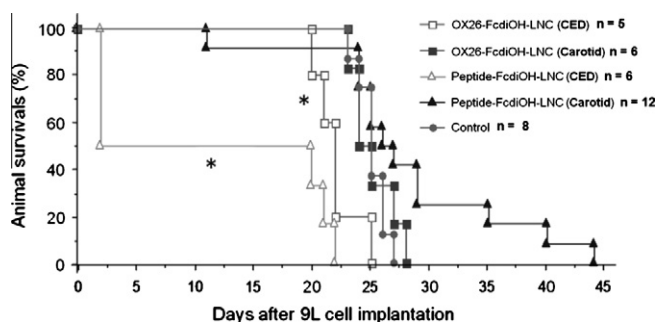 Animal survivals (%)
100
80
60
40
20
0
*
*
OX26-FcdiOH-LNC (CED) n = 5
OX26-FcdiOH-LNC (Carotid) n = 6
Peptide-FcdiOH-LNC (CED) n = 6
Peptide-FcdiOH-LNC (Carotid) n = 12
Control n = 8
0 5 10 15 20 25 30 35 40 45
Days after 9L cell implantation